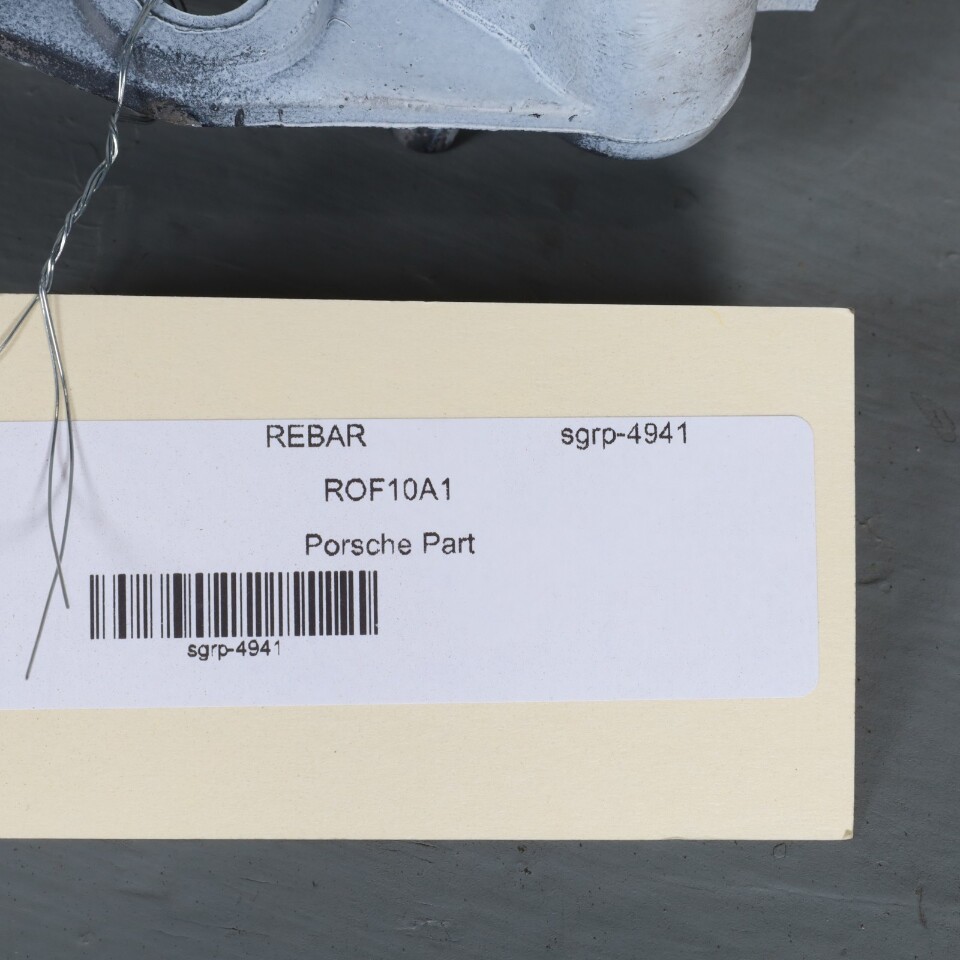 REBAR sgrp-4941
ROF10A1
Porsche Part
sgrp-4941